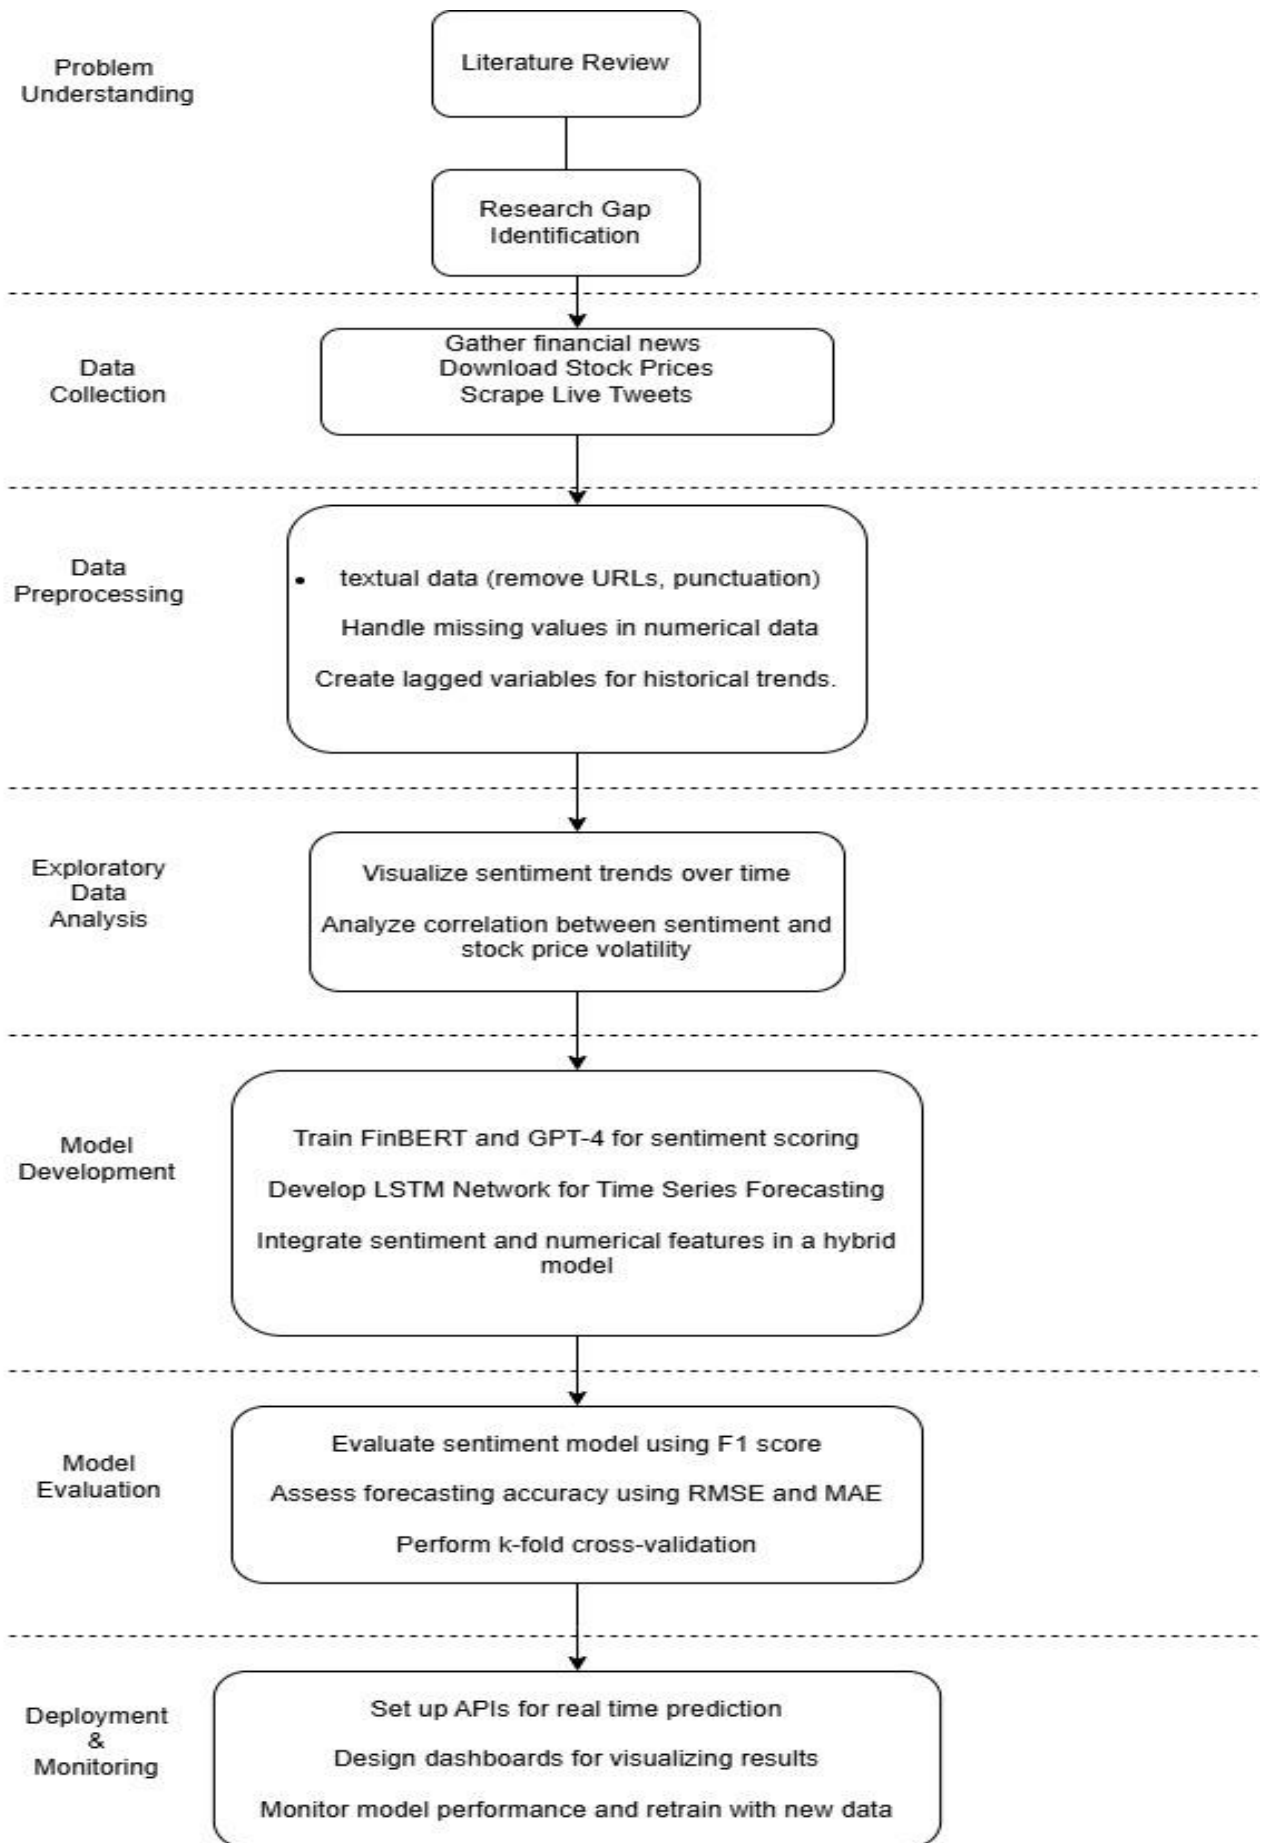 Problem
Understanding
Literature Review
Research Gap
Identification
Data
Collection
Gather financial news
Download Stock Prices
Scrape Live Tweets
Data
Preprocessing
• textual data (remove URLs, punctuation)
Handle missing values in numerical data
Create lagged variables for historical trends.
Exploratory
Data
Analysis
Visualize sentiment trends over time
Analyze correlation between sentiment and
stock price volatility
Model
Development
Train FinBERT and GPT-4 for sentiment scoring
Develop LSTM Network for Time Series Forecasting
Integrate sentiment and numerical features in a hybrid
model
Model
Evaluation
Evaluate sentiment model using F1 score
Assess forecasting accuracy using RMSE and MAE
Perform k-fold cross-validation
Deployment
&
Monitoring
Set up APIs for real time prediction
Design dashboards for visualizing results
Monitor model performance and retrain with new data